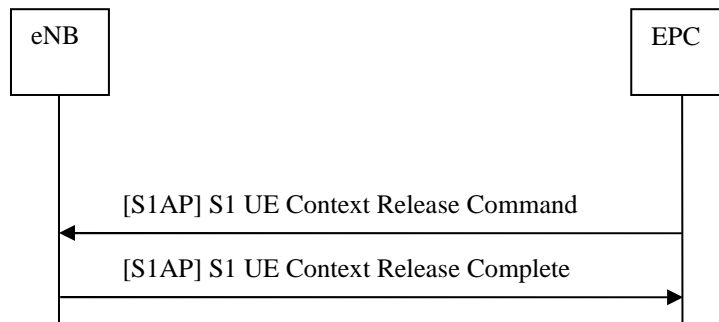 eNB
EPC
[S1AP] S1 UE Context Release Command
[S1AP] S1 UE Context Release Complete